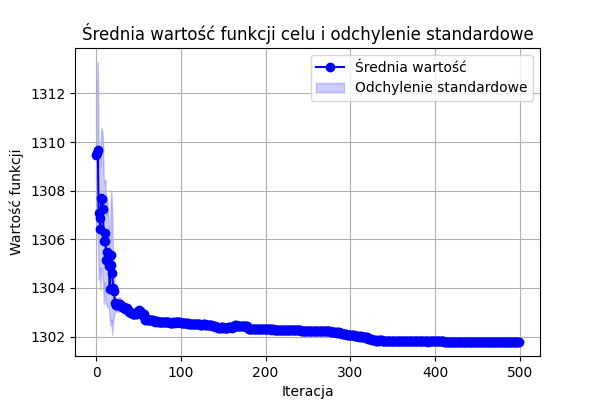 Średnia wartość funkcji celu i odchylenie standardowe
Średnia wartość
Odchylenie standardowe
Wartość funkcji
1312
1310
1308
1306
1304
1302
0 100 200 300 400 500
Iteracja